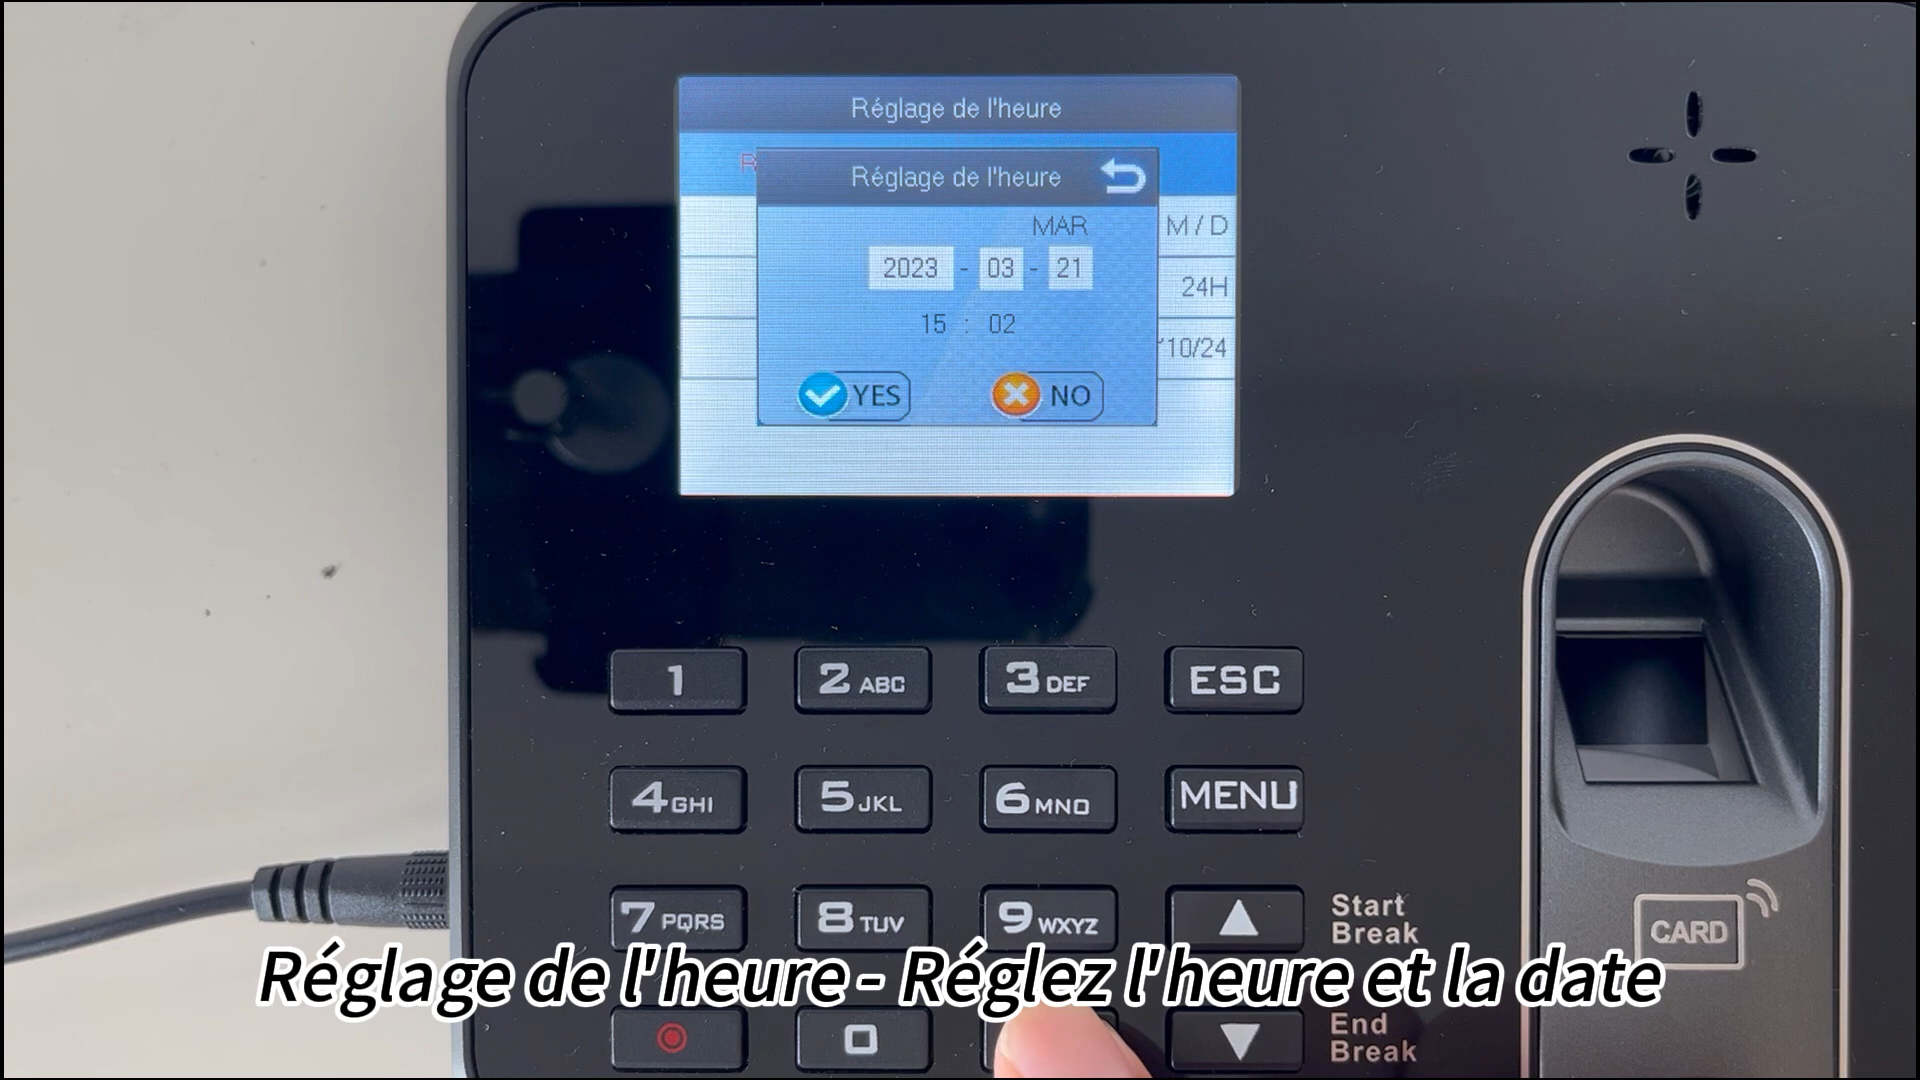 Réglage de l'heure
R
Réglage de l'heure
MAR
M / D
2023 - 03 - 21
24H
15 : 02
10/24
YES
NO
1
2 ABC
3 DEF
ESC
4 GHI
5 JKL
6 MNO
MENU
7 PQRS
8 TUV
9 WXYZ
Start
Break
CARD
Réglage de l'heure - Réglez l'heure et la date
0
End
Break